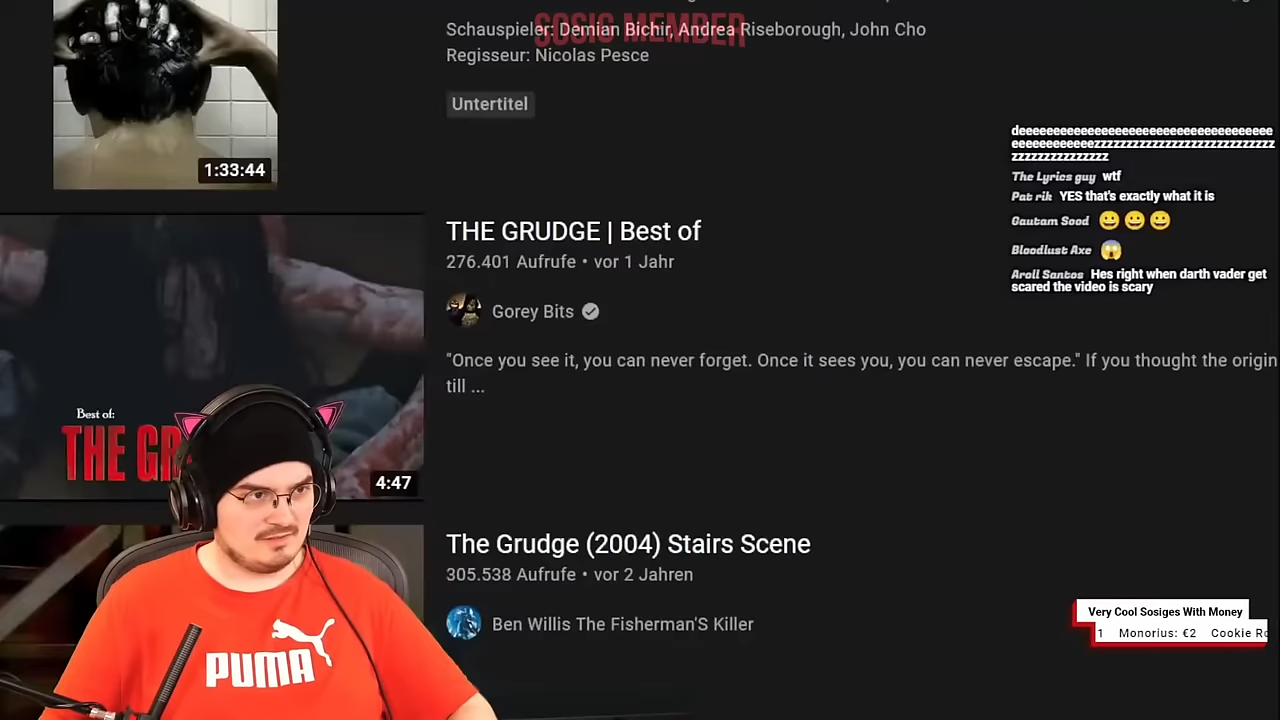 SOSIG MEMBER
Schauspieler: Demian Bichir, Andrea Riseborough, John Cho
Regisseur: Nicolas Pesce
Untertitel
1:33:44
deeeeeeeeeeeeeeeeeeeeeeeeeeeeeeeeeeeee
eeeeeeeeeeeezzzzzzzzzzzzzzzzzzzzzzzzzz
zzzzzzzzzzzzzzz
The Lyrics guy wtf
Pat rik YES that's exactly what it is
Gautam Sood 😀 😀 😀
Bloodlust Axe 😱
Aroll Santos Hes right when darth vader get
scared the video is scary
THE GRUDGE | Best of
276.401 Aufrufe • vor 1 Jahr
Gorey Bits
"Once you see it, you can never forget. Once it sees you, you can never escape." If you thought the origin
till ...
Best of:
THE GR
4:47
The Grudge (2004) Stairs Scene
305.538 Aufrufe • vor 2 Jahren
Ben Willis The Fisherman'S Killer
Very Cool Sosiges With Money
1 Monorius: €2 Cookie Ro
PUMA